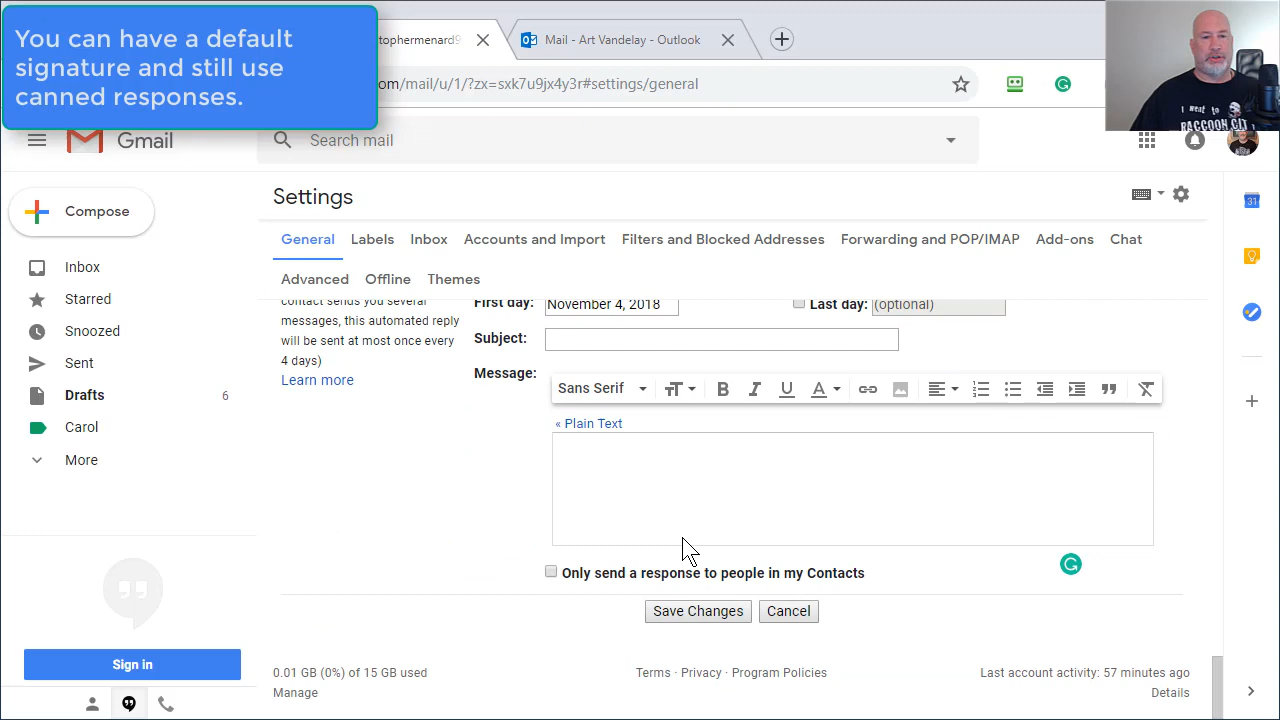 You can have a default
signature and still use
canned responses.
tophermenard9
Mail - Art Vandelay - Outlook
om/mail/u/1/?zx=sxk7u9jx4y3r#settings/general
I went to
RACCOON CITY
Gmail
Search mail
Compose
Settings
General Labels Inbox Accounts and Import Filters and Blocked Addresses Forwarding and POP/IMAP Add-ons Chat
Advanced Offline Themes
31
Inbox
Starred
Snoozed
Sent
Drafts 6
Carol
More
contact sends you several
messages, this automated reply
will be sent at most once every
4 days)
Learn more
First day: November 4, 2018 Last day: (optional)
Subject:
Message:
Sans Serif
« Plain Text
Only send a response to people in my Contacts
Save Changes Cancel
Sign in
0.01 GB (0%) of 15 GB used
Manage
Terms · Privacy · Program Policies
Last account activity: 57 minutes ago
Details